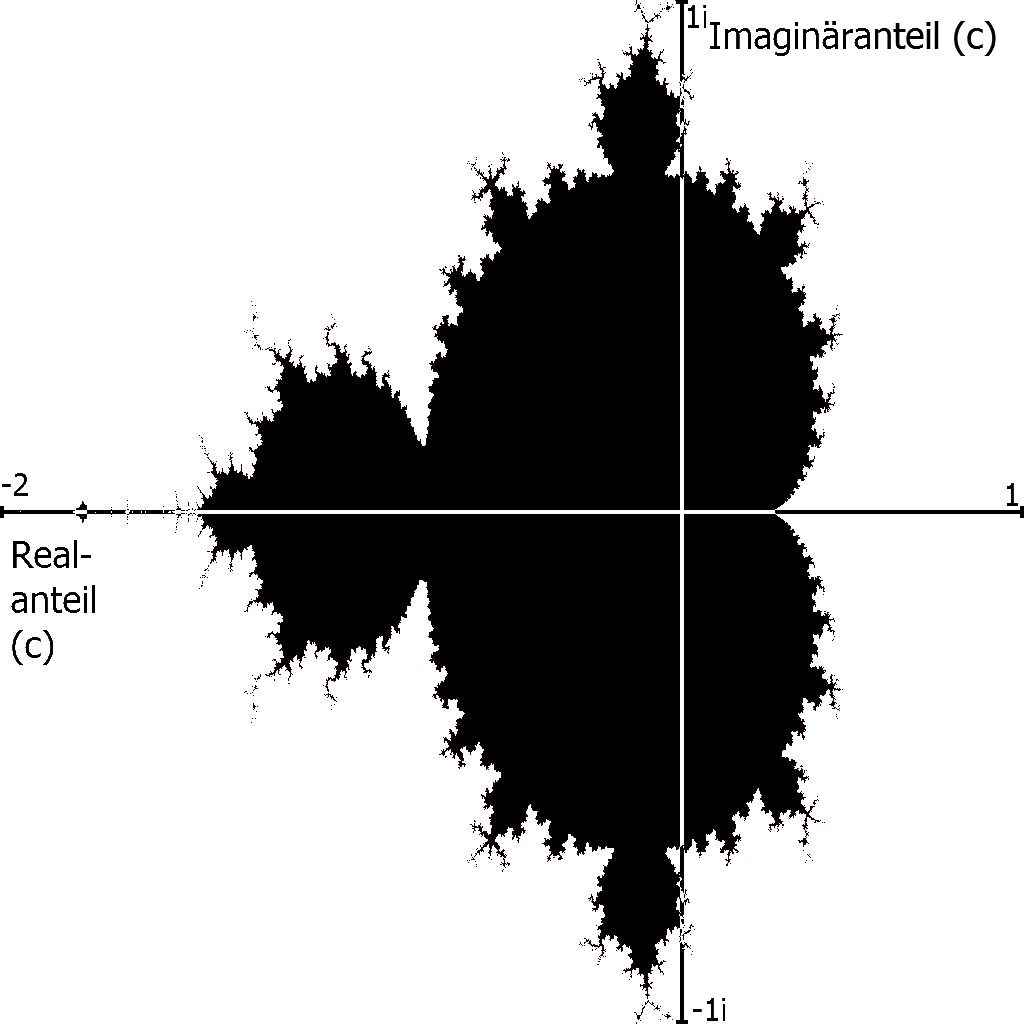 1i
Imaginäranteil (c)
-2
1
Real-
anteil
(c)
-1i